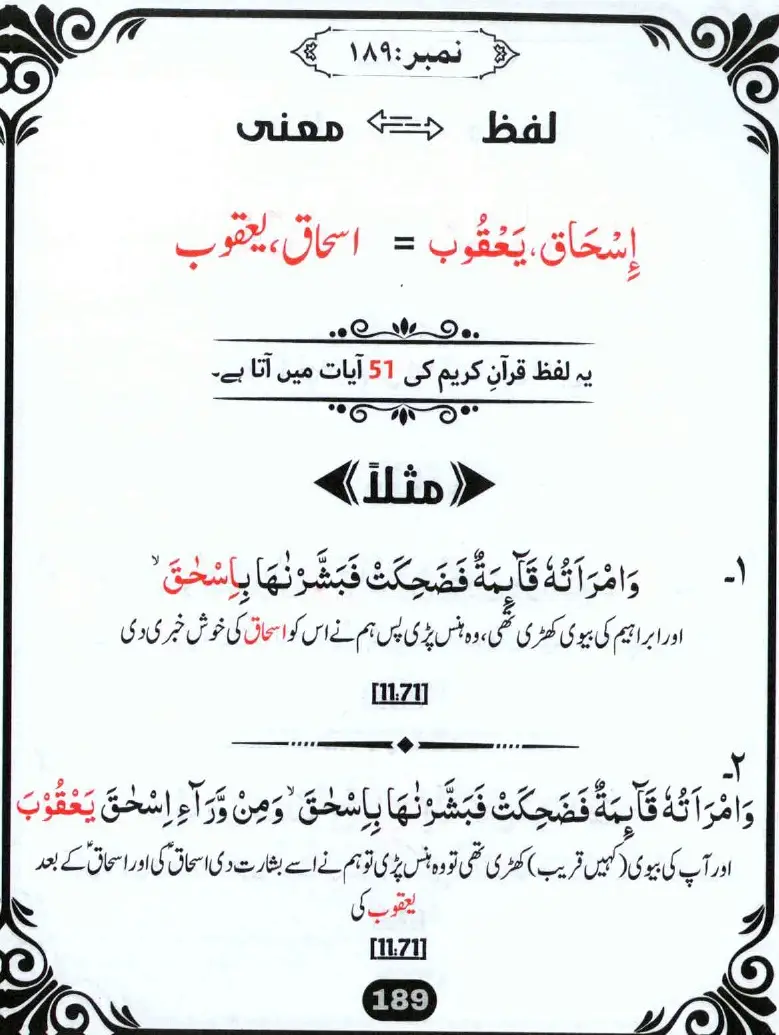 نمبر:۱۸۹
لفظ ⇐⇒ معنی
إِسْحَاق، يَعْقُوب = اسحاق، یعقوب
یہ لفظ قرآنِ کریم کی 51 آیات میں آتا ہے۔
مثلاً
۱۔ وَامْرَاَتُهٗ قَآىِٕمَةٌ فَضَحِكَتْ فَبَشَّرْنٰهَا بِاِسْحٰقَ ۙ
اور ابراہیم کی بیوی کھڑی تھی، وہ ہنس پڑی پس ہم نے اس کو اسحاق کی خوش خبری دی
[11:71]
۲۔
وَامْرَاَتُهٗ قَآىِٕمَةٌ فَضَحِكَتْ فَبَشَّرْنٰهَا بِاِسْحٰقَ ۙ وَمِنْ وَّرَآءِ اِسْحٰقَ يَعْقُوْبَ
اور آپ کی بیوی (کہیں قریب) کھڑی تھی تو وہ ہنس پڑی تو ہم نے اسے بشارت دی اسحاقؑ کی اور اسحاقؑ کے بعد
یعقوب کی
[11:71]
189